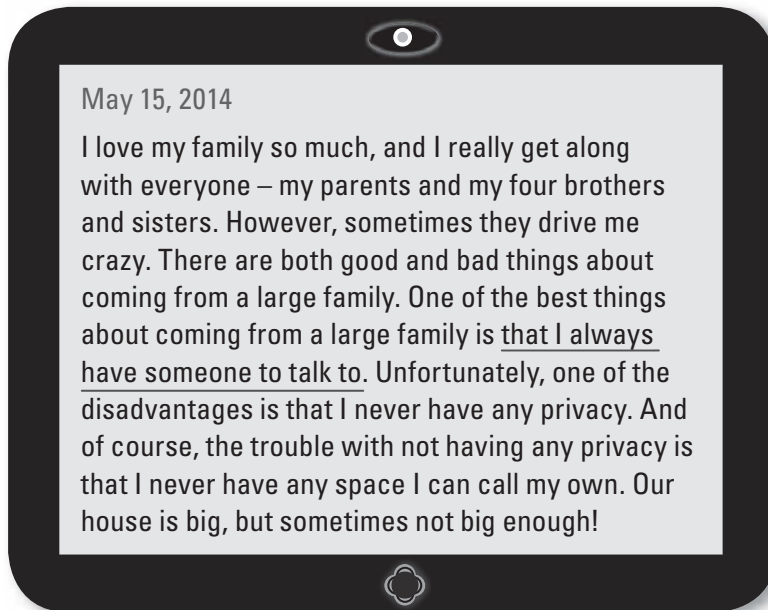 May 15, 2014
I love my family so much, and I really get along
with everyone – my parents and my four brothers
and sisters. However, sometimes they drive me
crazy. There are both good and bad things about
coming from a large family. One of the best things
about coming from a large family is that I always
have someone to talk to. Unfortunately, one of the
disadvantages is that I never have any privacy. And
of course, the trouble with not having any privacy is
that I never have any space I can call my own. Our
house is big, but sometimes not big enough!